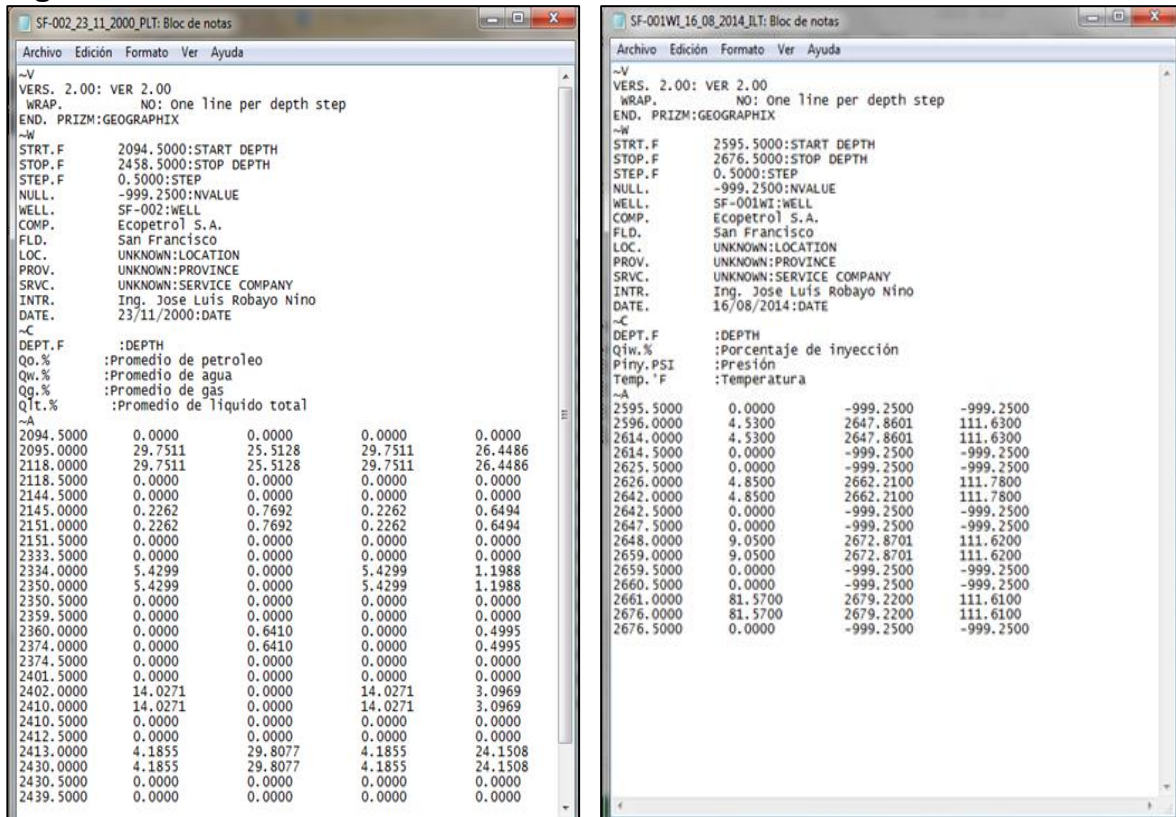 SF-002_23_11_2000_PLT: Bloc de notas
Archivo Edición Formato Ver Ayuda
~V
VERS. 2.00: VER 2.00
WRAP. NO: One line per depth step
END. PRIZM:GEOGRAPHIX
~W
STRT.F 2094.5000:START DEPTH
STOP.F 2458.5000:STOP DEPTH
STEP.F 0.5000:STEP
NULL. -999.2500:NVALUE
WELL. SF-002:WELL
COMP. Ecopetrol S.A.
FLD. San Francisco
LOC. UNKNOWN:LOCATION
PROV. UNKNOWN:PROVINCE
SRVC. UNKNOWN:SERVICE COMPANY
INTR. Ing. Jose Luis Robayo Nino
DATE. 23/11/2000:DATE
~C
DEPT.F :DEPTH
Qo.% :Promedio de petroleo
Qw.% :Promedio de agua
Qg.% :Promedio de gas
Qlt.% :Promedio de liquido total
~A
2094.5000 0.0000 0.0000 0.0000 0.0000
2095.0000 29.7511 25.5128 29.7511 26.4486
2118.0000 29.7511 25.5128 29.7511 26.4486
2118.5000 0.0000 0.0000 0.0000 0.0000
2144.5000 0.0000 0.0000 0.0000 0.0000
2145.0000 0.2262 0.7692 0.2262 0.6494
2151.0000 0.2262 0.7692 0.2262 0.6494
2151.5000 0.0000 0.0000 0.0000 0.0000
2333.5000 0.0000 0.0000 0.0000 0.0000
2334.0000 5.4299 0.0000 5.4299 1.1988
2350.0000 5.4299 0.0000 5.4299 1.1988
2350.5000 0.0000 0.0000 0.0000 0.0000
2359.5000 0.0000 0.0000 0.0000 0.0000
2360.0000 0.0000 0.6410 0.0000 0.4995
2374.0000 0.0000 0.6410 0.0000 0.4995
2374.5000 0.0000 0.0000 0.0000 0.0000
2401.5000 0.0000 0.0000 0.0000 0.0000
2402.0000 14.0271 0.0000 14.0271 3.0969
2410.0000 14.0271 0.0000 14.0271 3.0969
2410.5000 0.0000 0.0000 0.0000 0.0000
2412.5000 0.0000 0.0000 0.0000 0.0000
2413.0000 4.1855 29.8077 4.1855 24.1508
2430.0000 4.1855 29.8077 4.1855 24.1508
2430.5000 0.0000 0.0000 0.0000 0.0000
2439.5000 0.0000 0.0000 0.0000 0.0000
SF-001WI_16_08_2014_ILT: Bloc de notas
Archivo Edición Formato Ver Ayuda
~V
VERS. 2.00: VER 2.00
WRAP. NO: One line per depth step
END. PRIZM:GEOGRAPHIX
~W
STRT.F 2595.5000:START DEPTH
STOP.F 2676.5000:STOP DEPTH
STEP.F 0.5000:STEP
NULL. -999.2500:NVALUE
WELL. SF-001WI:WELL
COMP. Ecopetrol S.A.
FLD. San Francisco
LOC. UNKNOWN:LOCATION
PROV. UNKNOWN:PROVINCE
SRVC. UNKNOWN:SERVICE COMPANY
INTR. Ing. Jose Luis Robayo Nino
DATE. 16/08/2014:DATE
~C
DEPT.F :DEPTH
Qiw.% :Porcentaje de inyección
Piny.PSI :Presión
Temp.'F :Temperatura
~A
2595.5000 0.0000 -999.2500 -999.2500
2596.0000 4.5300 2647.8601 111.6300
2614.0000 4.5300 2647.8601 111.6300
2614.5000 0.0000 -999.2500 -999.2500
2625.5000 0.0000 -999.2500 -999.2500
2626.0000 4.8500 2662.2100 111.7800
2642.0000 4.8500 2662.2100 111.7800
2642.5000 0.0000 -999.2500 -999.2500
2647.5000 0.0000 -999.2500 -999.2500
2648.0000 9.0500 2672.8701 111.6200
2659.0000 9.0500 2672.8701 111.6200
2659.5000 0.0000 -999.2500 -999.2500
2660.5000 0.0000 -999.2500 -999.2500
2661.0000 81.5700 2679.2200 111.6100
2676.0000 81.5700 2679.2200 111.6100
2676.5000 0.0000 -999.2500 -999.2500